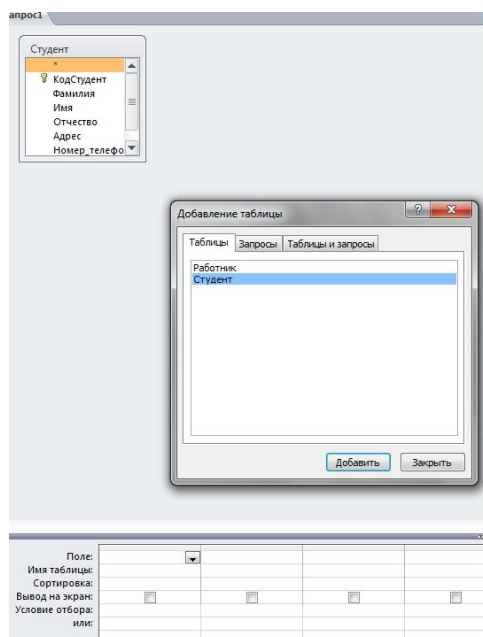 апрос1
Студент
*
КодСтудент
Фамилия
Имя
Отчество
Адрес
Номер_телефо
Добавление таблицы
Таблицы Запросы Таблицы и запросы
Работник
Студент
Добавить Закрыть
Поле:
Имя таблицы:
Сортировка:
Вывод на экран:
Условие отбора:
или: